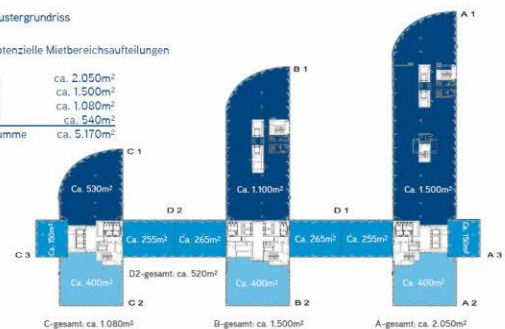 ustergrundriss
otenzielle Mietbereichsaufteilungen
ca. 2.050m²
ca. 1.500m²
ca. 1.080m²
ca. 540m²
umme ca. 5.170m²
A 1
B 1
C 1
Ca. 530m²
Ca. 1.100m²
Ca. 1.500m²
D 2
D 1
Ca. 150m²
Ca. 255m²
Ca. 265m²
Ca. 265m²
Ca. 255m²
Ca. 150m²
C 3
A 3
D2-gesamt: ca. 520m²
Ca. 400m²
Ca. 400m²
Ca. 400m²
C 2
B 2
A 2
C-gesamt: ca. 1.080m²
B-gesamt: ca. 1.500m²
A-gesamt: ca. 2.050m²